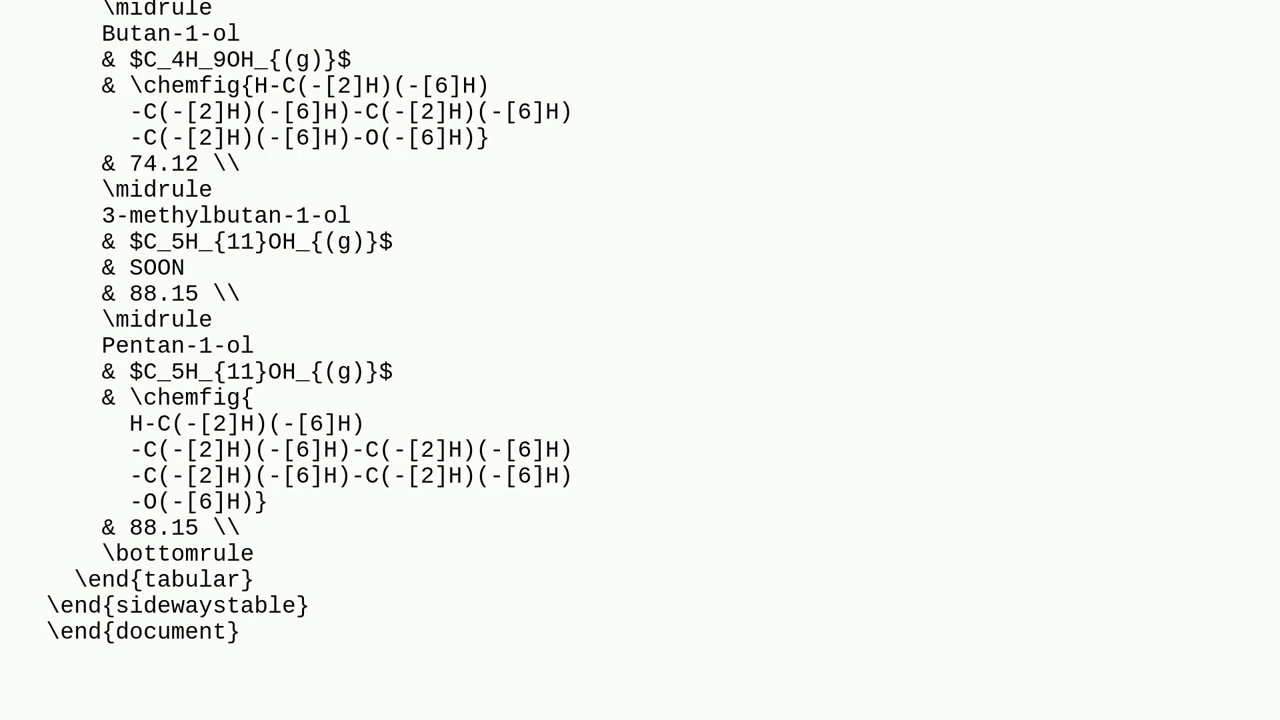 \midrule
Butan-1-ol
& $C_4H_9OH_{(g)}$
& \chemfig{H-C(-[2]H)(-[6]H)
-C(-[2]H)(-[6]H)-C(-[2]H)(-[6]H)
-C(-[2]H)(-[6]H)-O(-[6]H)}
& 74.12 \\
\midrule
3-methylbutan-1-ol
& $C_5H_{11}OH_{(g)}$
& SOON
& 88.15 \\
\midrule
Pentan-1-ol
& $C_5H_{11}OH_{(g)}$
& \chemfig{
H-C(-[2]H)(-[6]H)
-C(-[2]H)(-[6]H)-C(-[2]H)(-[6]H)
-C(-[2]H)(-[6]H)-C(-[2]H)(-[6]H)
-O(-[6]H)}
& 88.15 \\
\bottomrule
\end{tabular}
\end{sidewaystable}
\end{document}